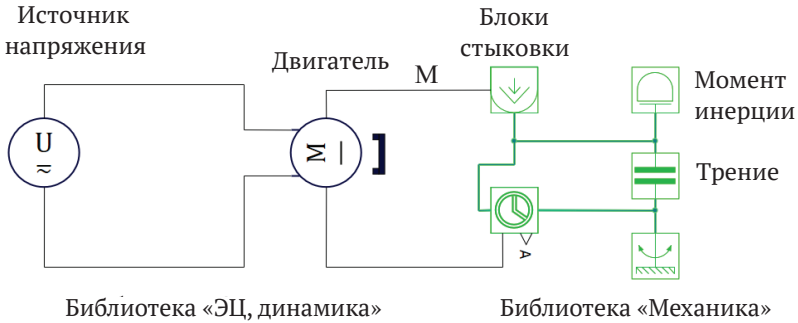 Источник
напряжения
Двигатель
М
Блоки
стыковки
Момент
инерции
U
≂
М
Трение
А
Библиотека «ЭЦ, динамика»
Библиотека «Механика»